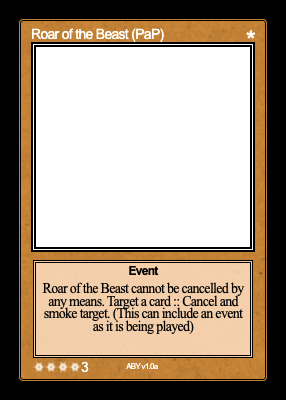 Roar of the Beast (PaP) *
Event
Roar of the Beast cannot be cancelled by
any means. Target a card :: Cancel and
smoke target. (This can include an event
as it is being played)
3 ABY v1.0a